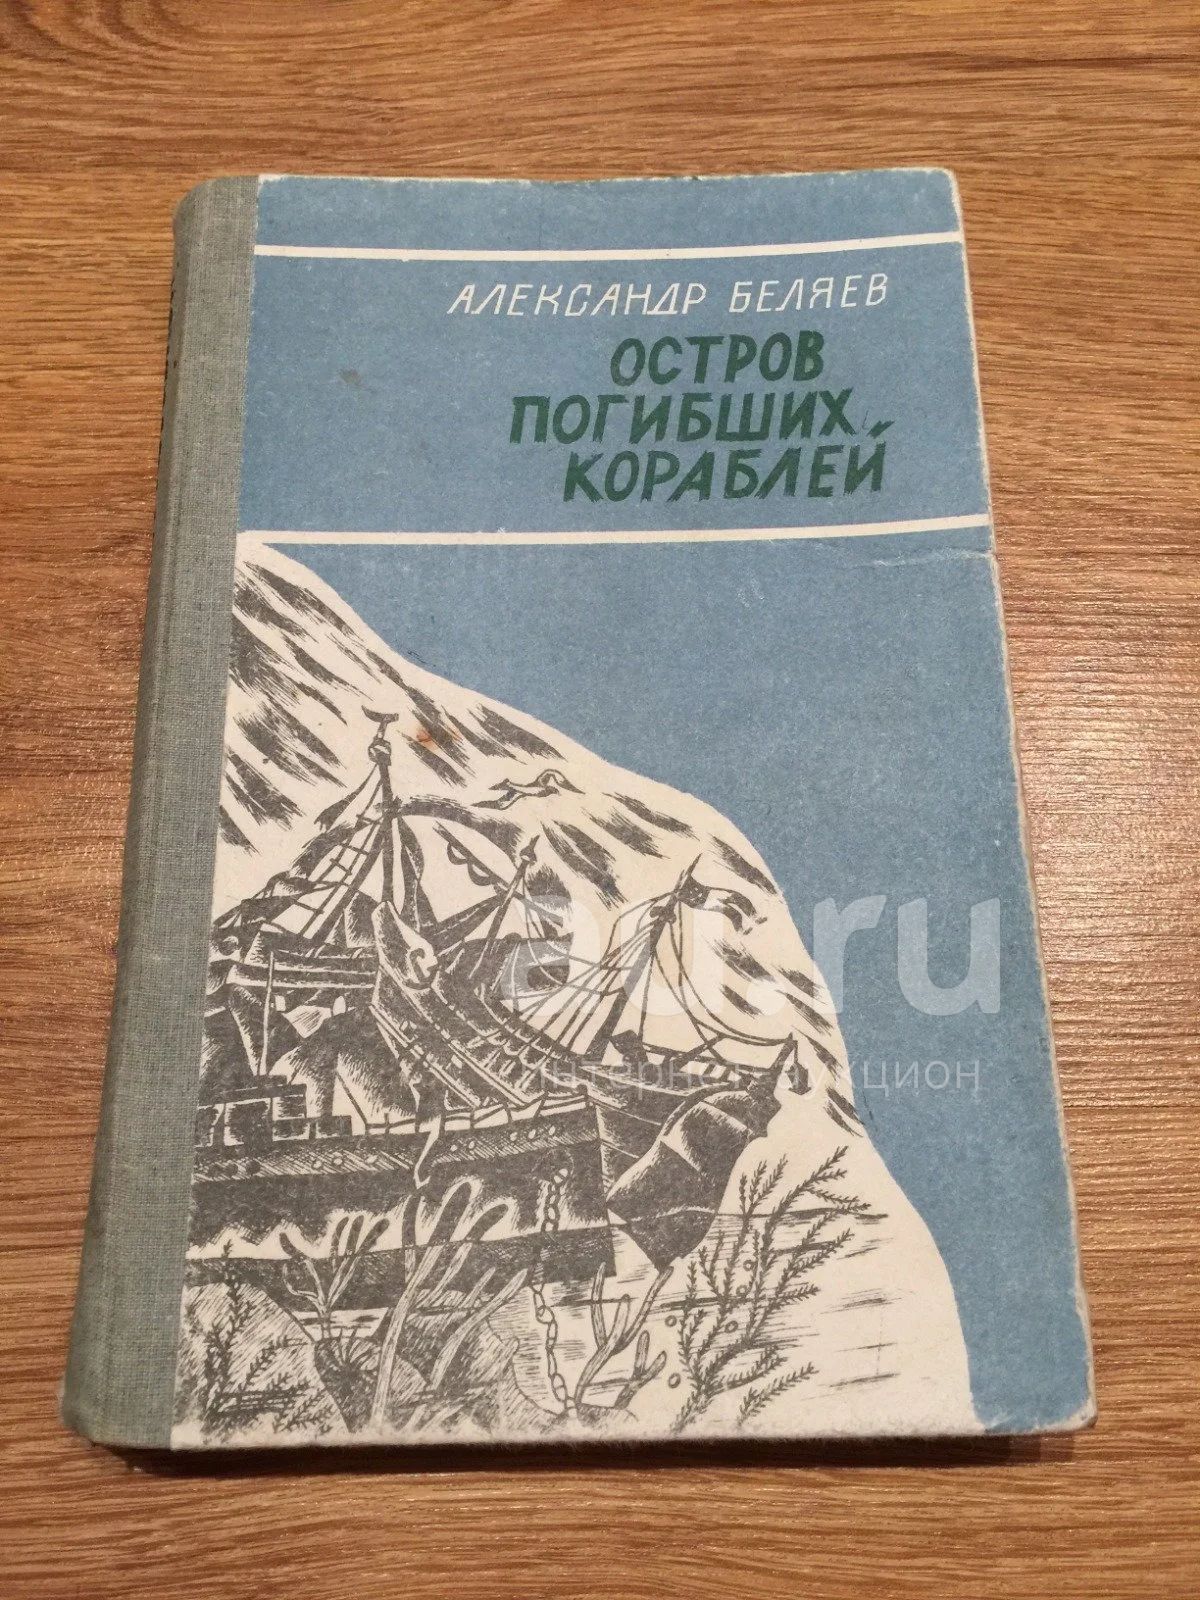 АЛЕКСАНДР БЕЛЯЕВ
ОСТРОВ
ПОГИБШИХ
КОРАБЛЕЙ
au.ru
интернет-аукцион